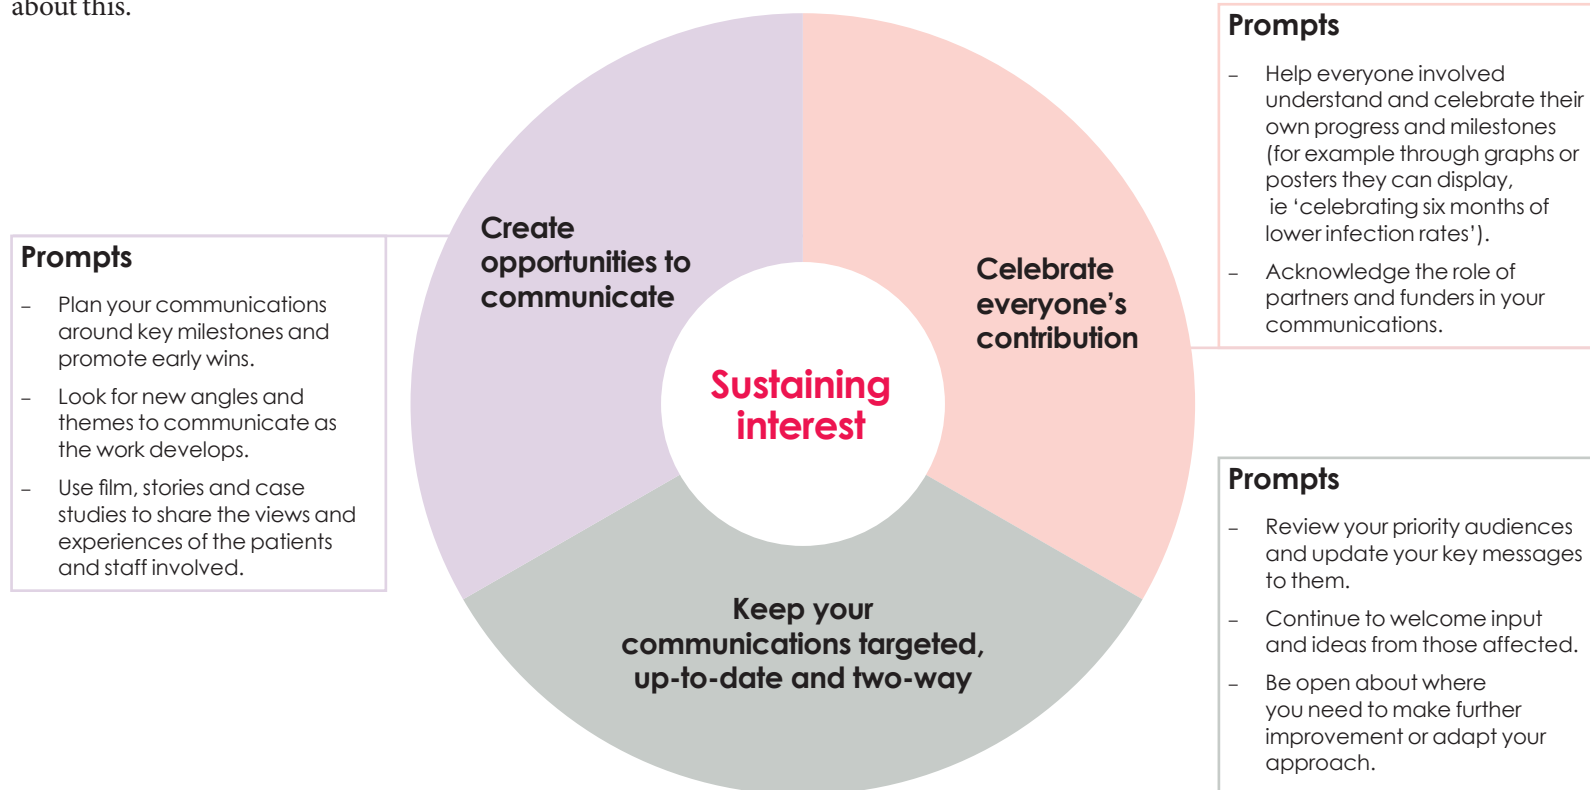 about this.
Create
opportunities to
communicate
Prompts
– Plan your communications
around key milestones and
promote early wins.
– Look for new angles and
themes to communicate as
the work develops.
– Use film, stories and case
studies to share the views and
experiences of the patients
and staff involved.
Sustaining
interest
Celebrate
everyone’s
contribution
Prompts
– Help everyone involved
understand and celebrate their
own progress and milestones
(for example through graphs or
posters they can display,
ie ‘celebrating six months of
lower infection rates’).
– Acknowledge the role of
partners and funders in your
communications.
Keep your
communications targeted,
up-to-date and two-way
Prompts
– Review your priority audiences
and update your key messages
to them.
– Continue to welcome input
and ideas from those affected.
– Be open about where
you need to make further
improvement or adapt your
approach.